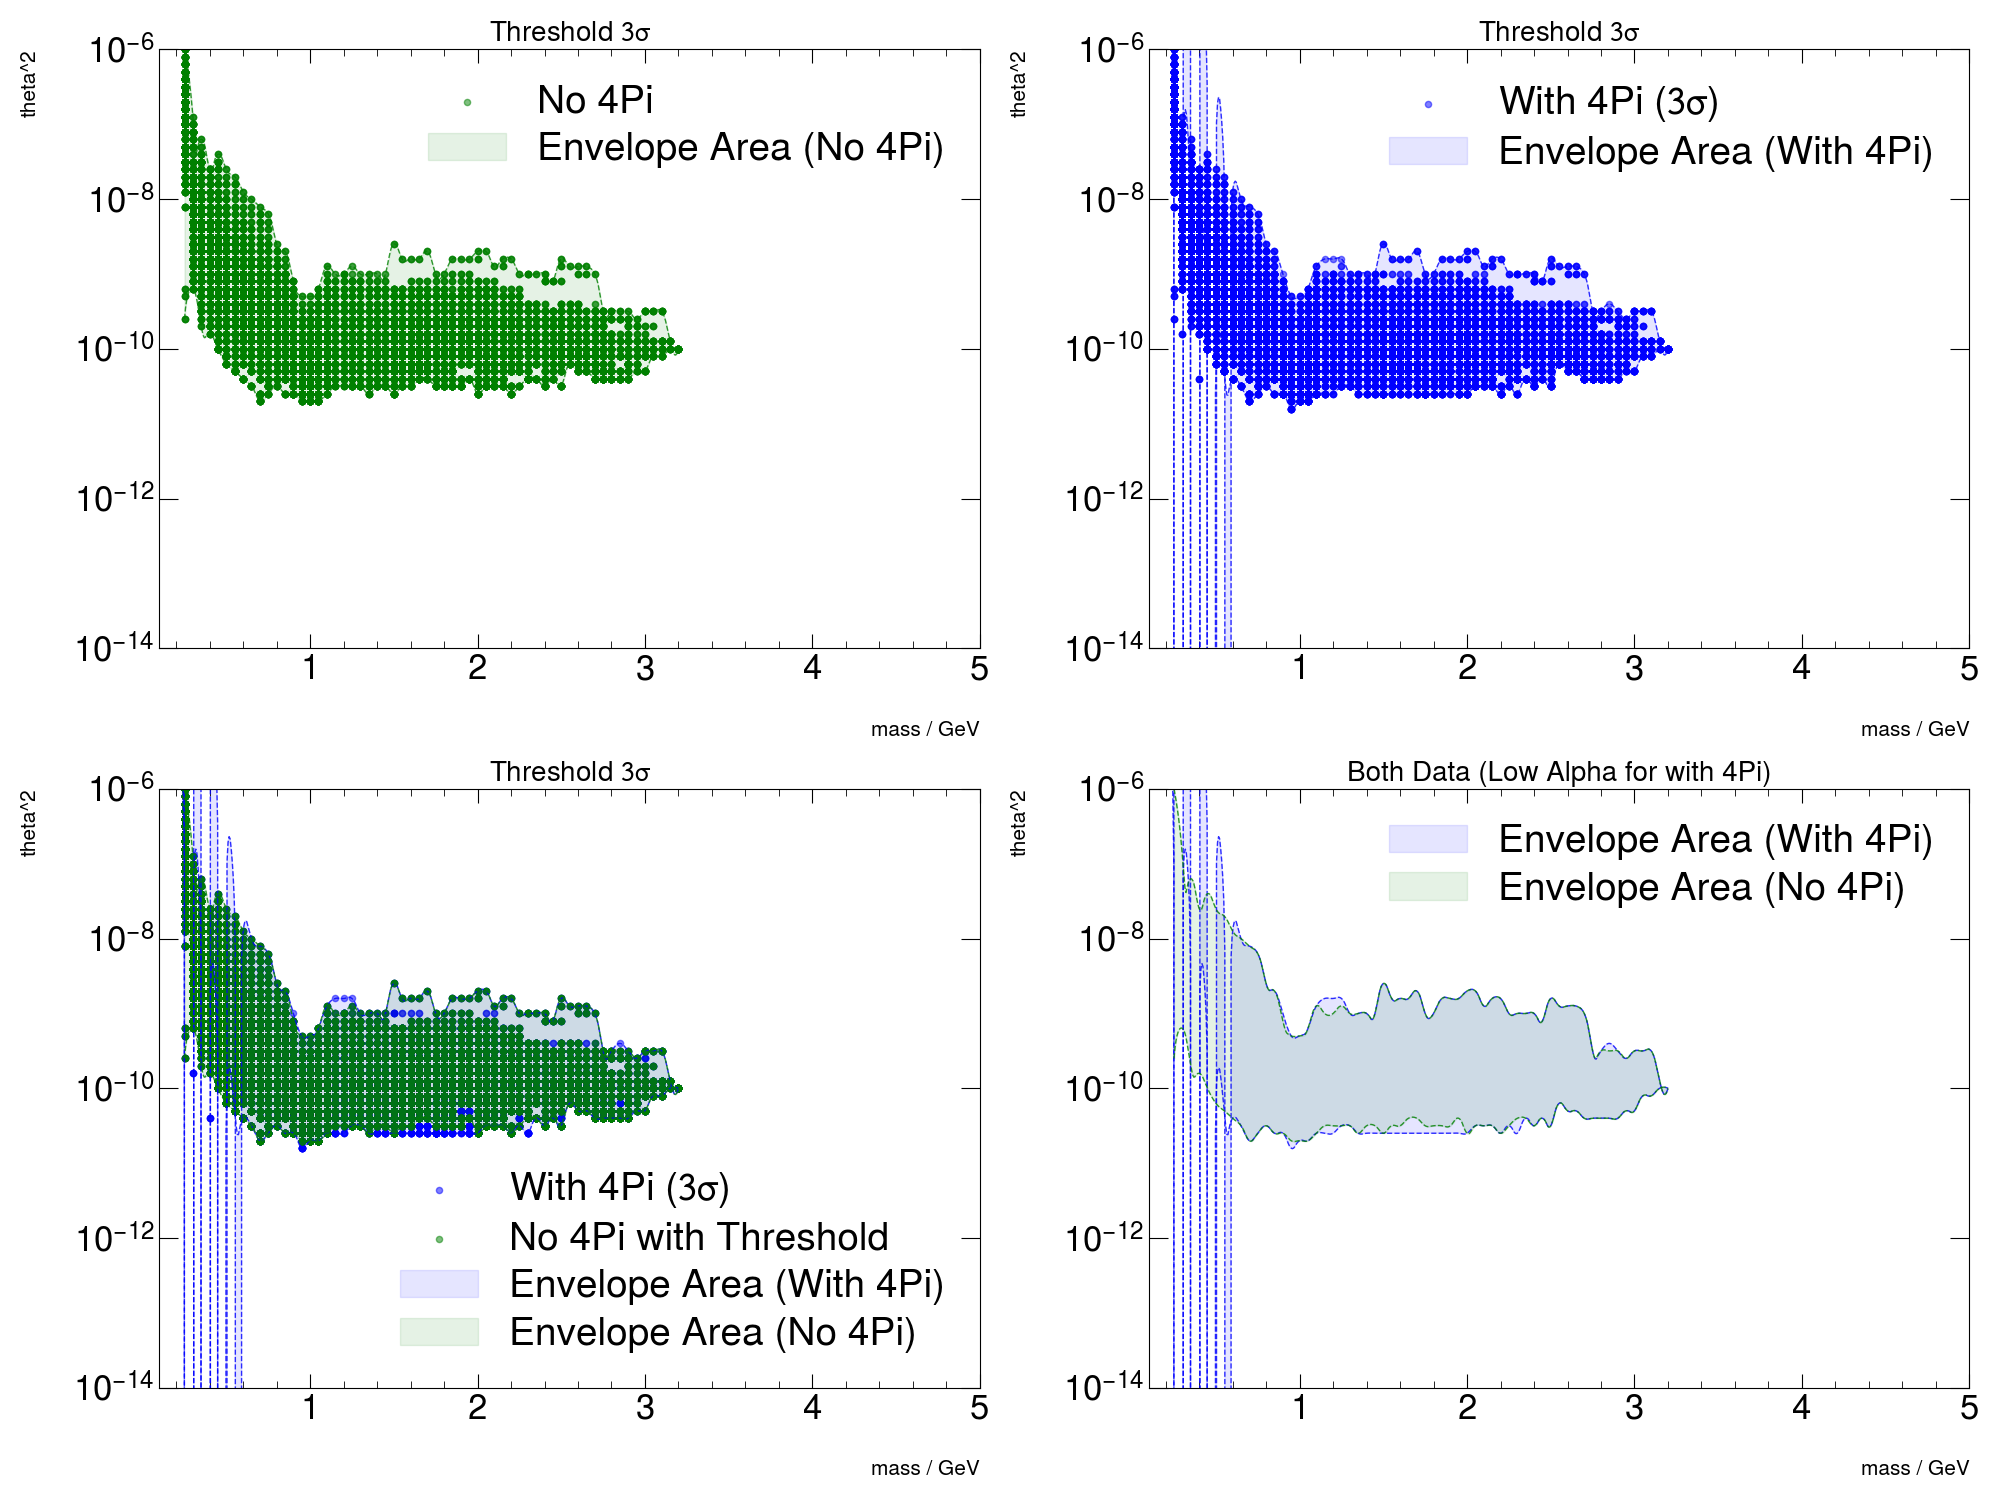 Threshold 3σ
theta^2
10⁻⁶
10⁻⁸
10⁻¹⁰
10⁻¹²
10⁻¹⁴
No 4Pi
Envelope Area (No 4Pi)
1 2 3 4 5
mass / GeV
Threshold 3σ
theta^2
10⁻⁶
10⁻⁸
10⁻¹⁰
10⁻¹²
10⁻¹⁴
With 4Pi (3σ)
Envelope Area (With 4Pi)
1 2 3 4 5
mass / GeV
Threshold 3σ
theta^2
10⁻⁶
10⁻⁸
10⁻¹⁰
10⁻¹²
10⁻¹⁴
With 4Pi (3σ)
No 4Pi with Threshold
Envelope Area (With 4Pi)
Envelope Area (No 4Pi)
1 2 3 4 5
mass / GeV
Both Data (Low Alpha for with 4Pi)
theta^2
10⁻⁶
10⁻⁸
10⁻¹⁰
10⁻¹²
10⁻¹⁴
Envelope Area (With 4Pi)
Envelope Area (No 4Pi)
1 2 3 4 5
mass / GeV